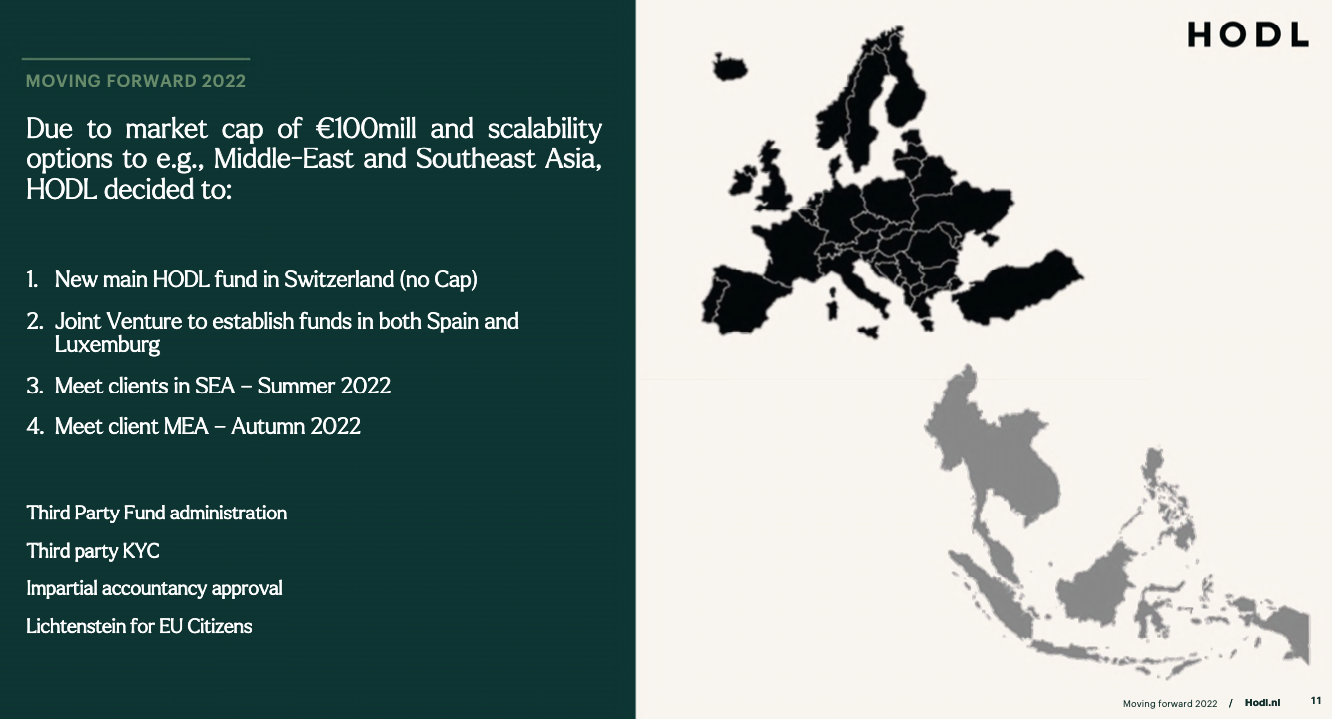 HODL
MOVING FORWARD 2022
Due to market cap of €100mill and scalability
options to e.g., Middle-East and Southeast Asia,
HODL decided to:
1. New main HODL fund in Switzerland (no Cap)
2. Joint Venture to establish funds in both Spain and
Luxemburg
3. Meet clients in SEA – Summer 2022
4. Meet client MEA – Autumn 2022
Third Party Fund administration
Third party KYC
Impartial accountancy approval
Lichtenstein for EU Citizens
Moving forward 2022 / Hodl.nl 11